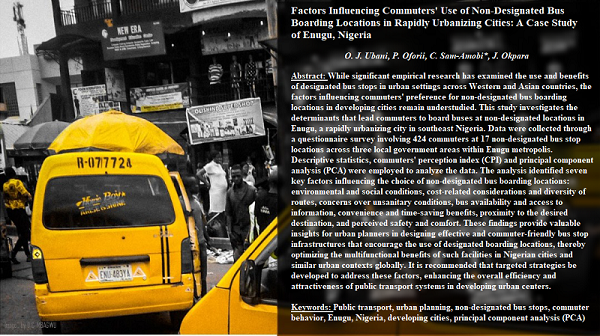 NEW ERA
R-077724
Factors Influencing Commuters' Use of Non-Designated Bus
Boarding Locations in Rapidly Urbanizing Cities: A Case Study
of Enugu, Nigeria
O. J. Ubani, P. Oforii, C. Sam-Amobi*, J. Okpara
Abstract: While significant empirical research has examined the use and benefits
of designated bus stops in urban settings across Western and Asian countries, the
factors influencing commuters' preference for non-designated bus boarding
locations in developing cities remain understudied. This study investigates the
determinants that lead commuters to board buses at non-designated locations in
Enugu, a rapidly urbanizing city in southeast Nigeria. Data were collected through
a questionnaire survey involving 424 commuters at 17 non-designated bus stop
locations across three local government areas within Enugu metropolis.
Descriptive statistics, commuters' perception index (CPI) and principal component
analysis (PCA) were employed to analyze the data. The analysis identified seven
key factors influencing the choice of non-designated bus boarding locations:
environmental and social conditions, cost-related considerations and diversity of
routes, concerns over unsanitary conditions, bus availability and access to
information, convenience and time-saving benefits, proximity to the desired
destination, and perceived safety and comfort. These findings provide valuable
insights for urban planners in designing effective and commuter-friendly bus stop
infrastructures that encourage the use of designated boarding locations, thereby
optimizing the multifunctional benefits of such facilities in Nigerian cities and
similar urban contexts globally. It is recommended that targeted strategies be
developed to address these factors, enhancing the overall efficiency and
attractiveness of public transport systems in developing urban centers.
Keywords: Public transport, urban planning, non-designated bus stops, commuter
behavior, Enugu, Nigeria, developing cities, principal component analysis (PCA)